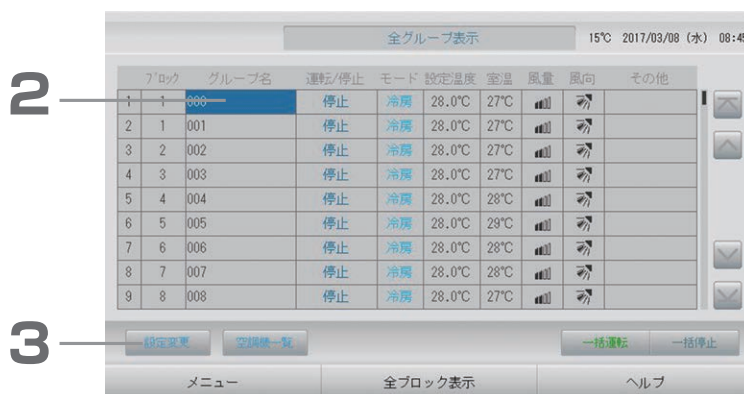 全グループ表示 15℃ 2017/03/08 (水) 08:45
ブロック グループ名 運転/停止 モード 設定温度 室温 風量 風向 その他
2
1 1 000 停止 冷房 28.0℃ 27℃
2 1 001 停止 冷房 28.0℃ 27℃
3 2 002 停止 冷房 28.0℃ 27℃
4 3 003 停止 冷房 28.0℃ 27℃
5 4 004 停止 冷房 28.0℃ 28℃
6 5 005 停止 冷房 28.0℃ 29℃
7 6 006 停止 冷房 28.0℃ 28℃
8 7 007 停止 冷房 28.0℃ 28℃
9 8 008 停止 冷房 28.0℃ 27℃
3 設定変更 空調機一覧 一括運転 一括停止
メニュー 全ブロック表示 ヘルプ